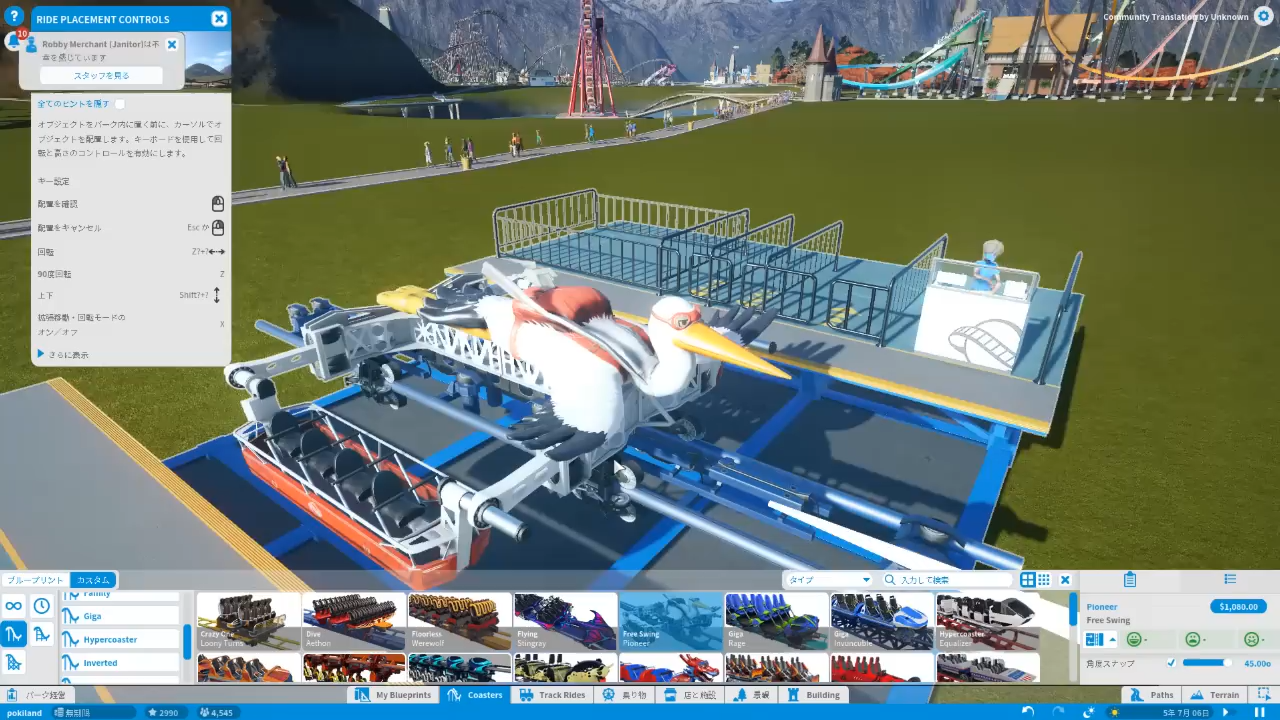 RIDE PLACEMENT CONTROLS
10
Robby Merchant (Janitor)は不
幸を感じています
スタッフを見る
全てのヒントを隠す
オブジェクトをパーク内に置く前に、カーソルでオ
ブジェクトを配置します。キーボードを使用して回
転と高さのコントロールを有効にします。
キー設定
配置を確認
配置をキャンセル Esc か
回転 Z?+?
90度回転 Z
上下 Shift?+?
拡張移動・回転モードの
オン／オフ X
さらに表示
Community Translation by Unknown
ブループリント カスタム
タイプ
入力して検索
Family
Giga
Hypercoaster
Inverted
Crazy One
Loony Turns
Dive
Aethon
Floorless
Werewolf
Flying
Stingray
Free Swing
Pioneer
Giga
Rage
Giga
Invincible
Hypercoaster
Equalizer
Pioneer $1,080.00
Free Swing
角度スナップ 45.00º
パーク経営
My Blueprints
Coasters
Track Rides
乗り物
店と施設
景観
Building
Paths
Terrain
pokiland
無制限
2990
4,545
5年 7月 06日